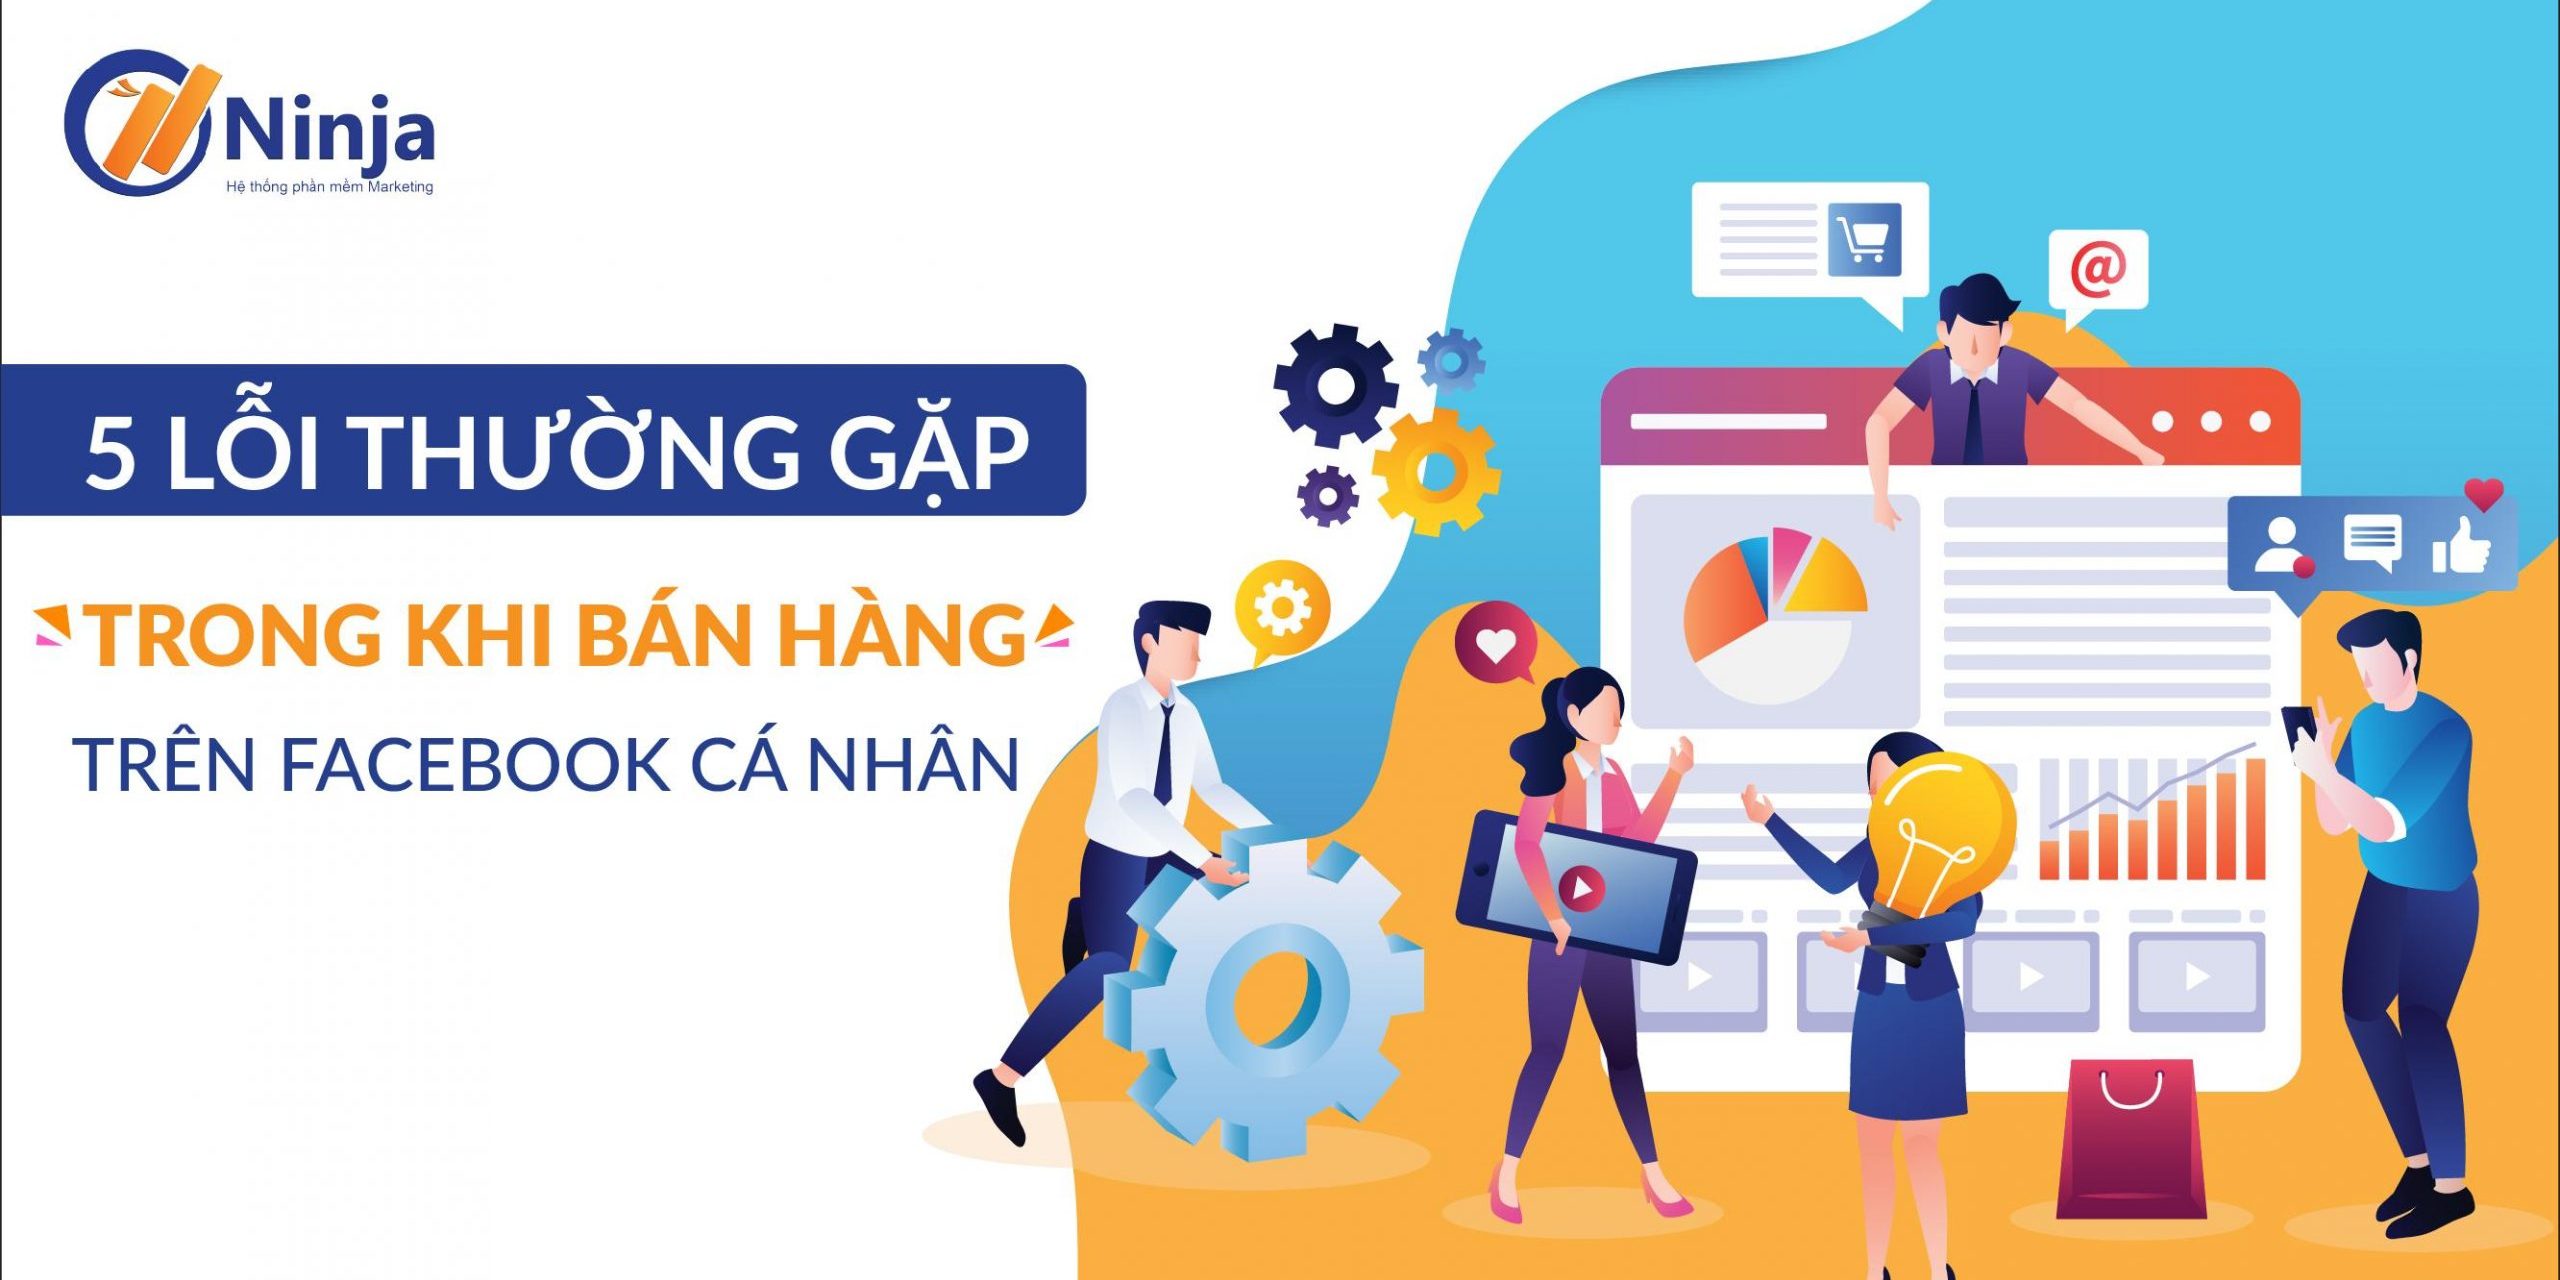 Ninja
Hệ thống phần mềm Marketing
5 LỖI THƯỜNG GẶP
TRONG KHI BÁN HÀNG
TRÊN FACEBOOK CÁ NHÂN
@